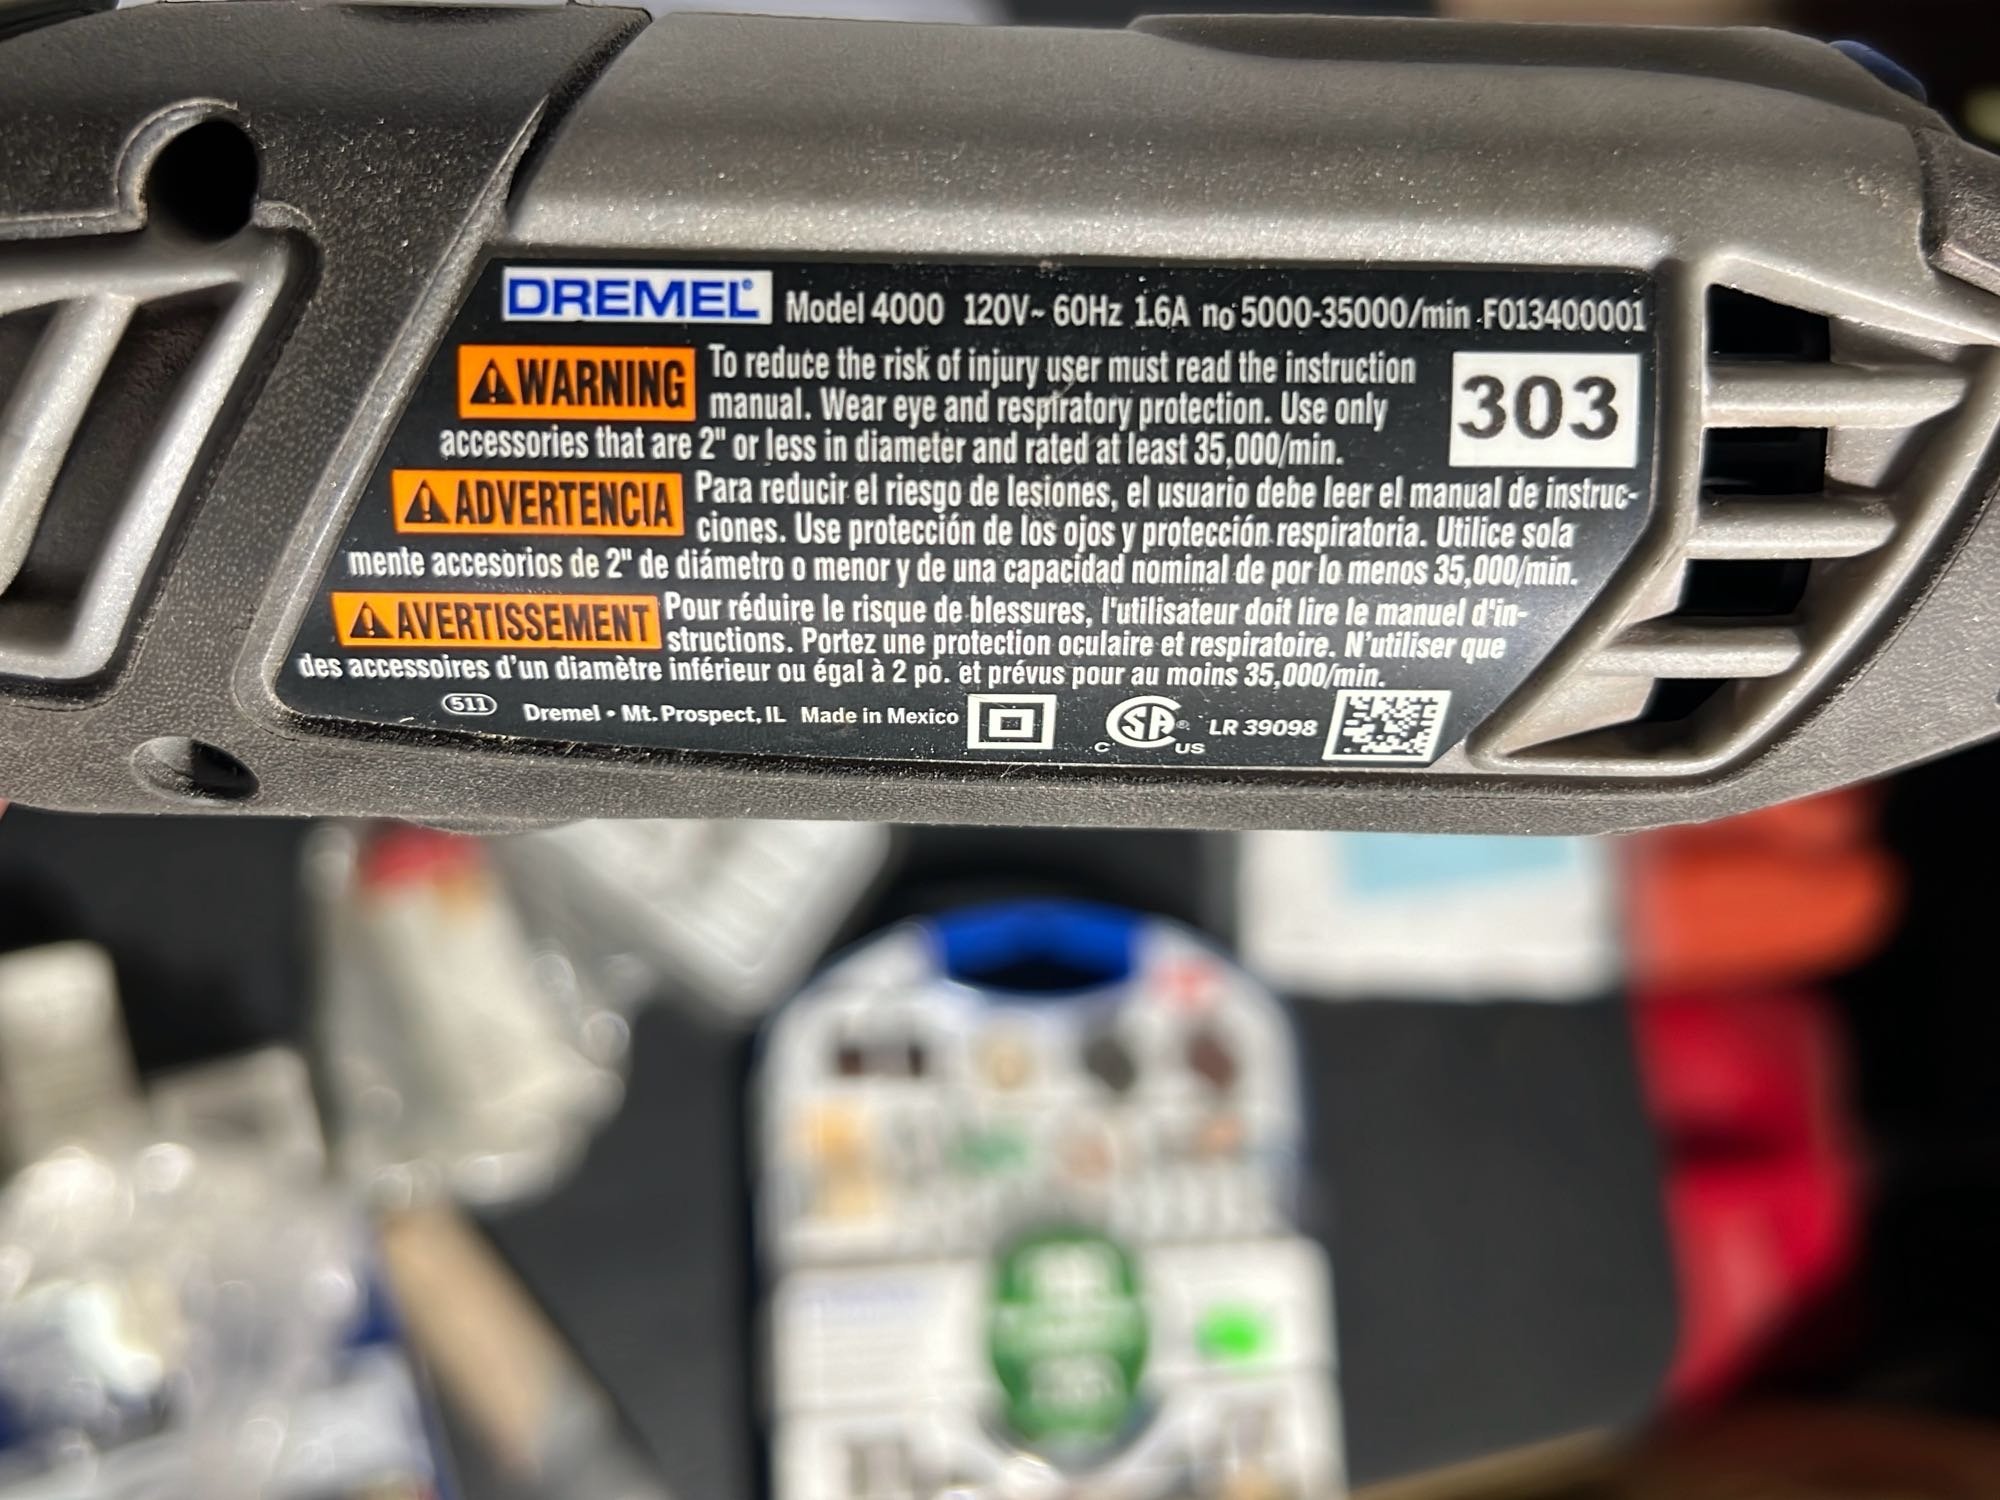 DREMEL® Model 4000 120V~ 60Hz 1.6A no 5000-35000/min F013400001
⚠WARNING To reduce the risk of injury user must read the instruction
manual. Wear eye and respiratory protection. Use only
accessories that are 2" or less in diameter and rated at least 35,000/min.
303
⚠ADVERTENCIA Para reducir el riesgo de lesiones, el usuario debe leer el manual de instruc-
ciones. Use protección de los ojos y protección respiratoria. Utilice sola
mente accesorios de 2" de diámetro o menor y de una capacidad nominal de por lo menos 35,000/min.
⚠AVERTISSEMENT Pour réduire le risque de blessures, l'utilisateur doit lire le manuel d'in-
structions. Portez une protection oculaire et respiratoire. N'utiliser que
des accessoires d'un diamètre inférieur ou égal à 2 po. et prévus pour au moins 35,000/min.
511 Dremel • Mt. Prospect, IL Made in Mexico C SA® US LR 39098